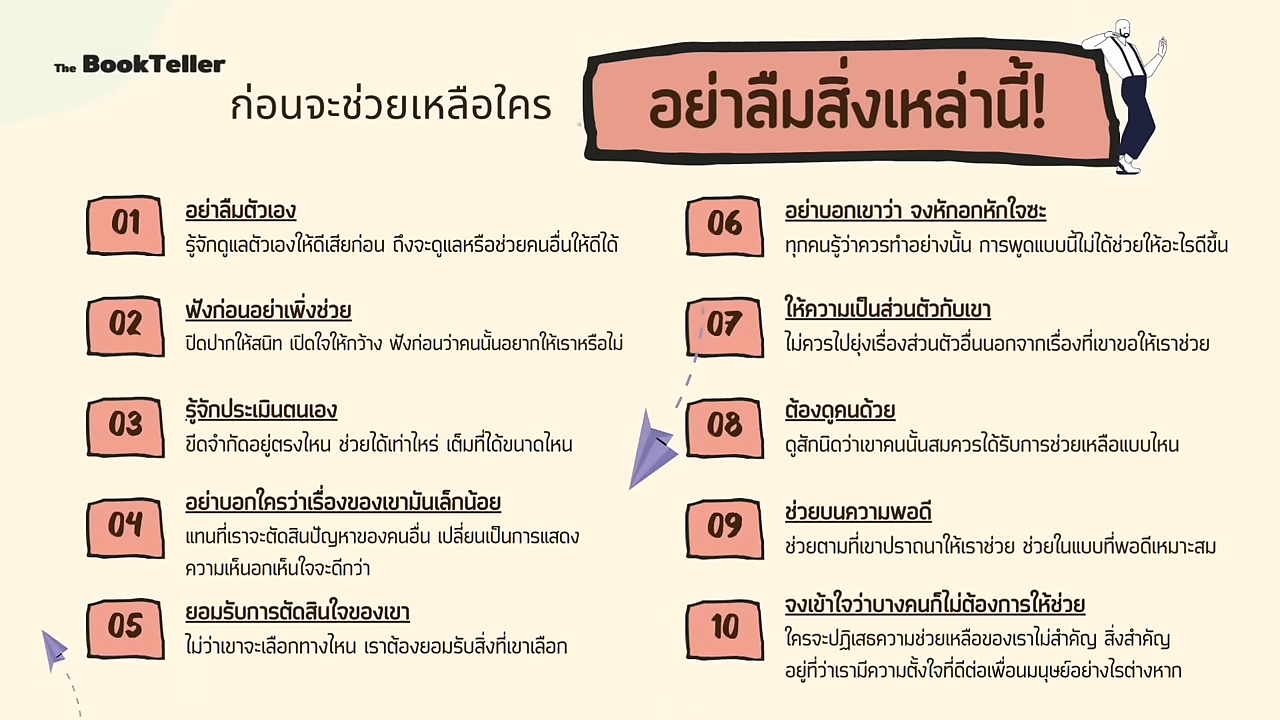 The BookTeller
ก่อนจะช่วยเหลือใคร
อย่าลืมสิ่งเหล่านี้!
01
อย่าลืมตัวเอง
รู้จักดูแลตัวเองให้ดีเสียก่อน ถึงจะดูแลหรือช่วยคนอื่นให้ดีได้
02
ฟังก่อนอย่าเพิ่งช่วย
ปิดปากให้สนิท เปิดใจให้กว้าง ฟังก่อนว่าคนนั้นอยากให้เราหรือไม่
03
รู้จักประเมินตนเอง
ขีดจำกัดอยู่ตรงไหน ช่วยได้เท่าไหร่ เต็มที่ได้ขนาดไหน
04
อย่าบอกใครว่าเรื่องของเขามันเล็กน้อย
แทนที่เราจะตัดสินปัญหาของคนอื่น เปลี่ยนเป็นการแสดง
ความเห็นอกเห็นใจจะดีกว่า
05
ยอมรับการตัดสินใจของเขา
ไม่ว่าเขาจะเลือกทางไหน เราต้องยอมรับสิ่งที่เขาเลือก
06
อย่าบอกเขาว่า จงหักอกหักใจซะ
ทุกคนรู้ว่าควรทำอย่างนั้น การพูดแบบนี้ไม่ได้ช่วยให้อะไรดีขึ้น
07
ให้ความเป็นส่วนตัวกับเขา
ไม่ควรไปยุ่งเรื่องส่วนตัวอื่นนอกจากเรื่องที่เขาขอให้เราช่วย
08
ต้องดูคนด้วย
ดูสักนิดว่าเขาคนนั้นสมควรได้รับการช่วยเหลือแบบไหน
09
ช่วยบนความพอดี
ช่วยตามที่เขาปราถนาให้เราช่วย ช่วยในแบบที่พอดีเหมาะสม
10
จงเข้าใจว่าบางคนก็ไม่ต้องการให้ช่วย
ใครจะปฏิเสธความช่วยเหลือของเราไม่สำคัญ สิ่งสำคัญ
อยู่ที่ว่าเรามีความตั้งใจที่ดีต่อเพื่อนมนุษย์อย่างไรต่างหาก